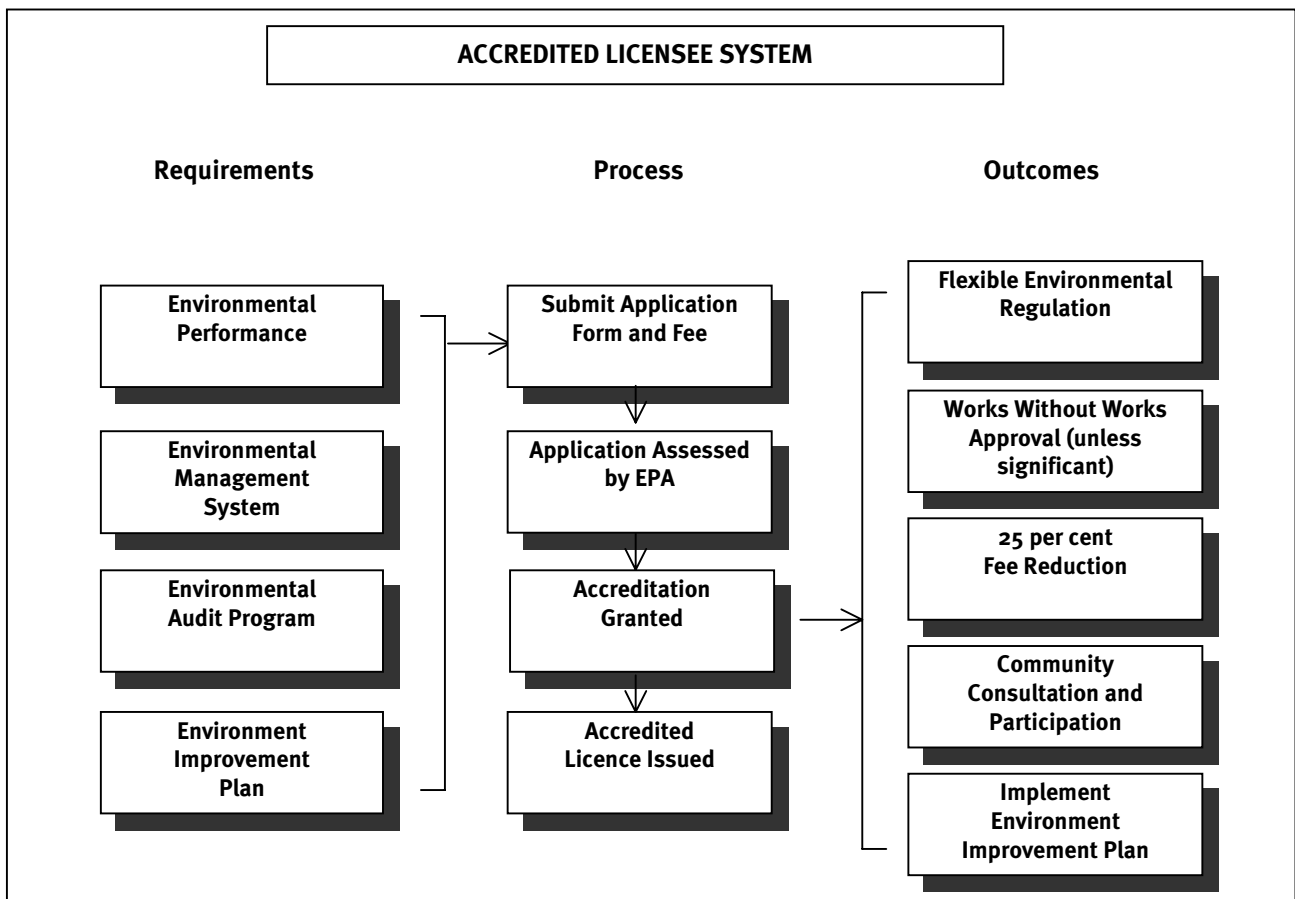 ACCREDITED LICENSEE SYSTEM
Requirements
Process
Outcomes
Environmental
Performance
Environmental
Management
System
Environmental
Audit Program
Environment
Improvement
Plan
Submit Application
Form and Fee
Application Assessed
by EPA
Accreditation
Granted
Accredited
Licence Issued
Flexible Environmental
Regulation
Works Without Works
Approval (unless
significant)
25 per cent
Fee Reduction
Community
Consultation and
Participation
Implement
Environment
Improvement Plan